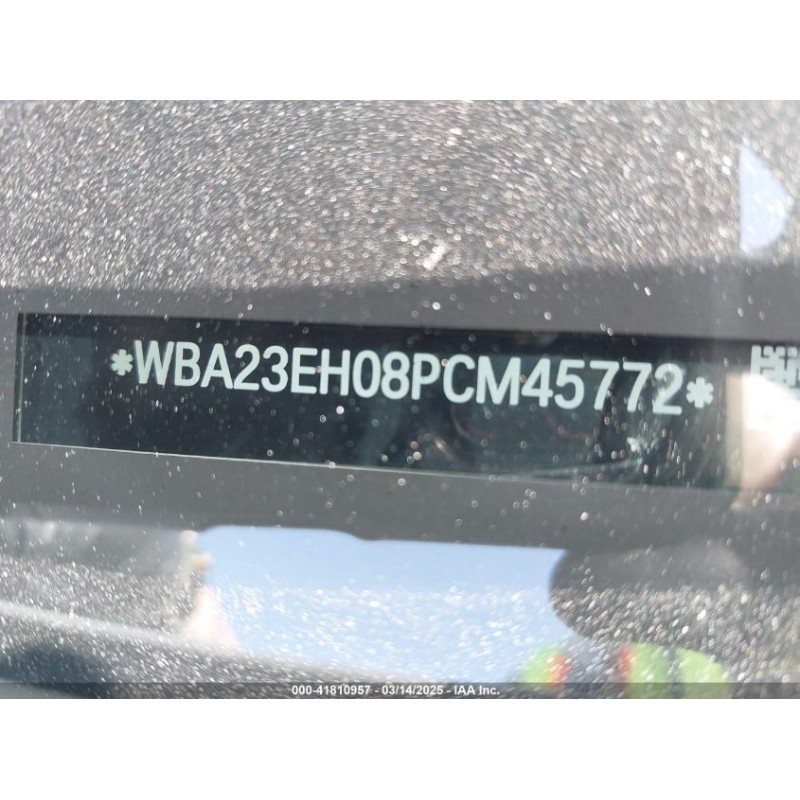 *WBA23EH08PCM45772*
000-41810957 - 03/14/2025 - IAA Inc.